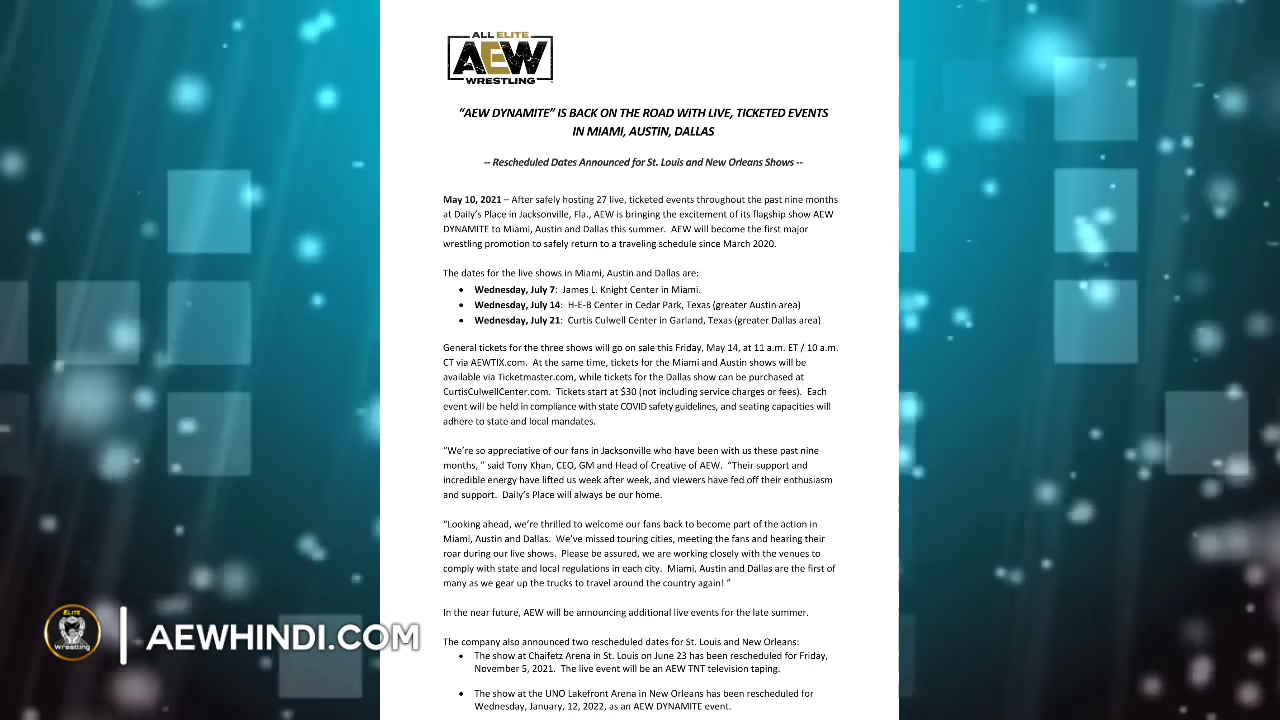 ALL ELITE
AEW
WRESTLING
“AEW DYNAMITE” IS BACK ON THE ROAD WITH LIVE, TICKETED EVENTS
IN MIAMI, AUSTIN, DALLAS
-- Rescheduled Dates Announced for St. Louis and New Orleans Shows --
May 10, 2021 – After safely hosting 27 live, ticketed events throughout the past nine months
at Daily’s Place in Jacksonville, Fla., AEW is bringing the excitement of its flagship show AEW
DYNAMITE to Miami, Austin and Dallas this summer. AEW will become the first major
wrestling promotion to safely return to a traveling schedule since March 2020.
The dates for the live shows in Miami, Austin and Dallas are:
• Wednesday, July 7: James L. Knight Center in Miami.
• Wednesday, July 14: H-E-B Center in Cedar Park, Texas (greater Austin area)
• Wednesday, July 21: Curtis Culwell Center in Garland, Texas (greater Dallas area)
General tickets for the three shows will go on sale this Friday, May 14, at 11 a.m. ET / 10 a.m.
CT via AEWTIX.com. At the same time, tickets for the Miami and Austin shows will be
available via Ticketmaster.com, while tickets for the Dallas show can be purchased at
CurtisCulwellCenter.com. Tickets start at $30 (not including service charges or fees). Each
event will be held in compliance with state COVID safety guidelines, and seating capacities will
adhere to state and local mandates.
“We’re so appreciative of our fans in Jacksonville who have been with us these past nine
months, ” said Tony Khan, CEO, GM and Head of Creative of AEW. “Their support and
incredible energy have lifted us week after week, and viewers have fed off their enthusiasm
and support. Daily’s Place will always be our home.
“Looking ahead, we’re thrilled to welcome our fans back to become part of the action in
Miami, Austin and Dallas. We’ve missed touring cities, meeting the fans and hearing their
roar during our live shows. Please be assured, we are working closely with the venues to
comply with state and local regulations in each city. Miami, Austin and Dallas are the first of
many as we gear up the trucks to travel around the country again! ”
In the near future, AEW will be announcing additional live events for the late summer.
The company also announced two rescheduled dates for St. Louis and New Orleans:
• The show at Chaifetz Arena in St. Louis on June 23 has been rescheduled for Friday,
November 5, 2021. The live event will be an AEW TNT television taping.
• The show at the UNO Lakefront Arena in New Orleans has been rescheduled for
Wednesday, January, 12, 2022, as an AEW DYNAMITE event.
ELITE
Wrestling
AEWHINDI.COM